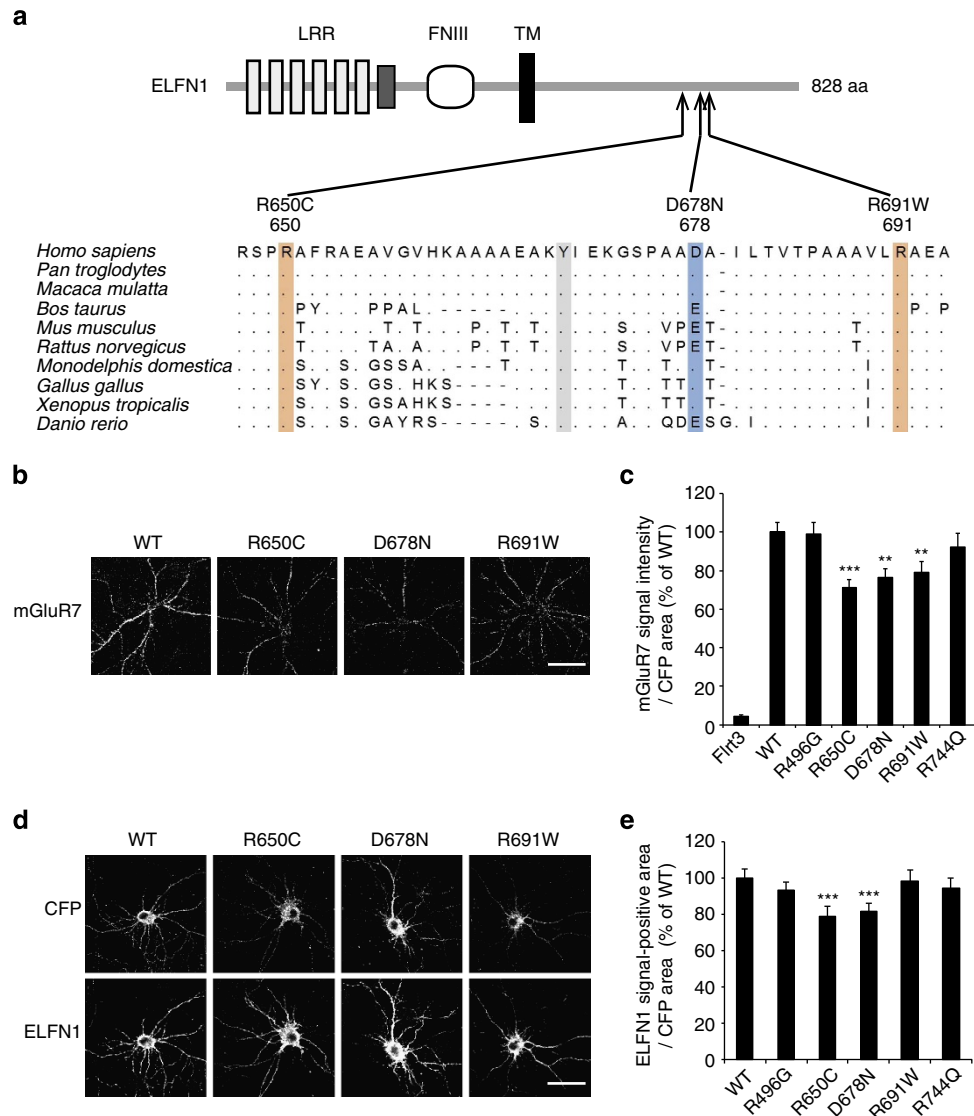 a
LRR FNIII TM
ELFN1 828 aa
R650C D678N R691W
650 678 691
Homo sapiens R S P R A F R A E A V G V H K A A A A E A K Y I E K G S P A A D A - I L T V T P A A A V L R A E A
Pan troglodytes . . . . . . . . . . . . . . . . . . . . . . . . . . . . . . . . . - . . . . . . . . . . . . . . .
Macaca mulatta . . . . . . . . . . . . . . . . . . . . . . . . . . . . . . . . . - . . . . . . . . . . . . . . .
Bos taurus . . . . P Y . . . P P A L - - - - - . . . . . . . . . . . . . E . - . . . . . . . . . . . . P . P
Mus musculus . . . . T . . . . . T . T . . . P . T . T . . . . . S . . V P E T - . . . . . . . . T . . . . . .
Rattus norvegicus . . . . T . . . . T A . A . . . P . T . T . . . . . S . . V P E T - . . . . . . . . T . . . . . .
Monodelphis domestica . . . . S . . S . G S S A . . . . . T . . . . . . . T . . T . . T - . . . . . . . . . I . . . . .
Gallus gallus . . . . S Y . S . G S . H K S - - - - . . . . . . . T . . T T . T - . . . . . . . . . I . . . . .
Xenopus tropicalis . . . . S . . S . G S A H K S - - - - . . . . . . . T . . T T . T - . . . . . . . . . I . . . . .
Danio rerio . . . . S . . S . G A Y R S - - - - - . S . . . . . A . . Q D E S G . I . . . . . . . I . . . . .
b
WT R650C D678N R691W
mGluR7
c
mGluR7 signal intensity
/ CFP area (% of WT)
120
100
80
60
40
20
0
*** ** **
Flrt3 WT R496G R650C D678N R691W R744Q
d
WT R650C D678N R691W
CFP
ELFN1
e
ELFN1 signal-positive area
/ CFP area (% of WT)
120
100
80
60
40
20
0
*** ***
WT R496G R650C D678N R691W R744Q